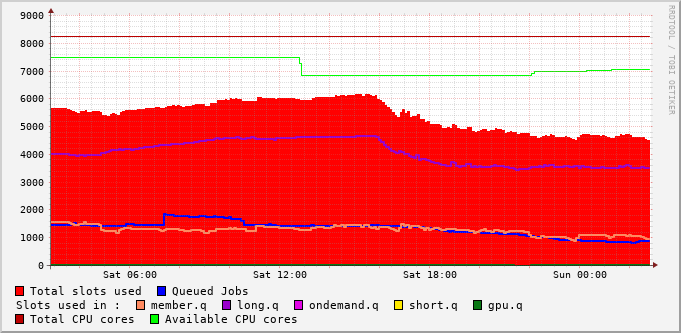 RRDTOOL / TOBI OETIKER
9000
8000
7000
6000
5000
4000
3000
2000
1000
0
Sat 06:00 Sat 12:00 Sat 18:00 Sun 00:00
Total slots used Queued Jobs
Slots used in : member.q long.q ondemand.q short.q gpu.q
Total CPU cores Available CPU cores